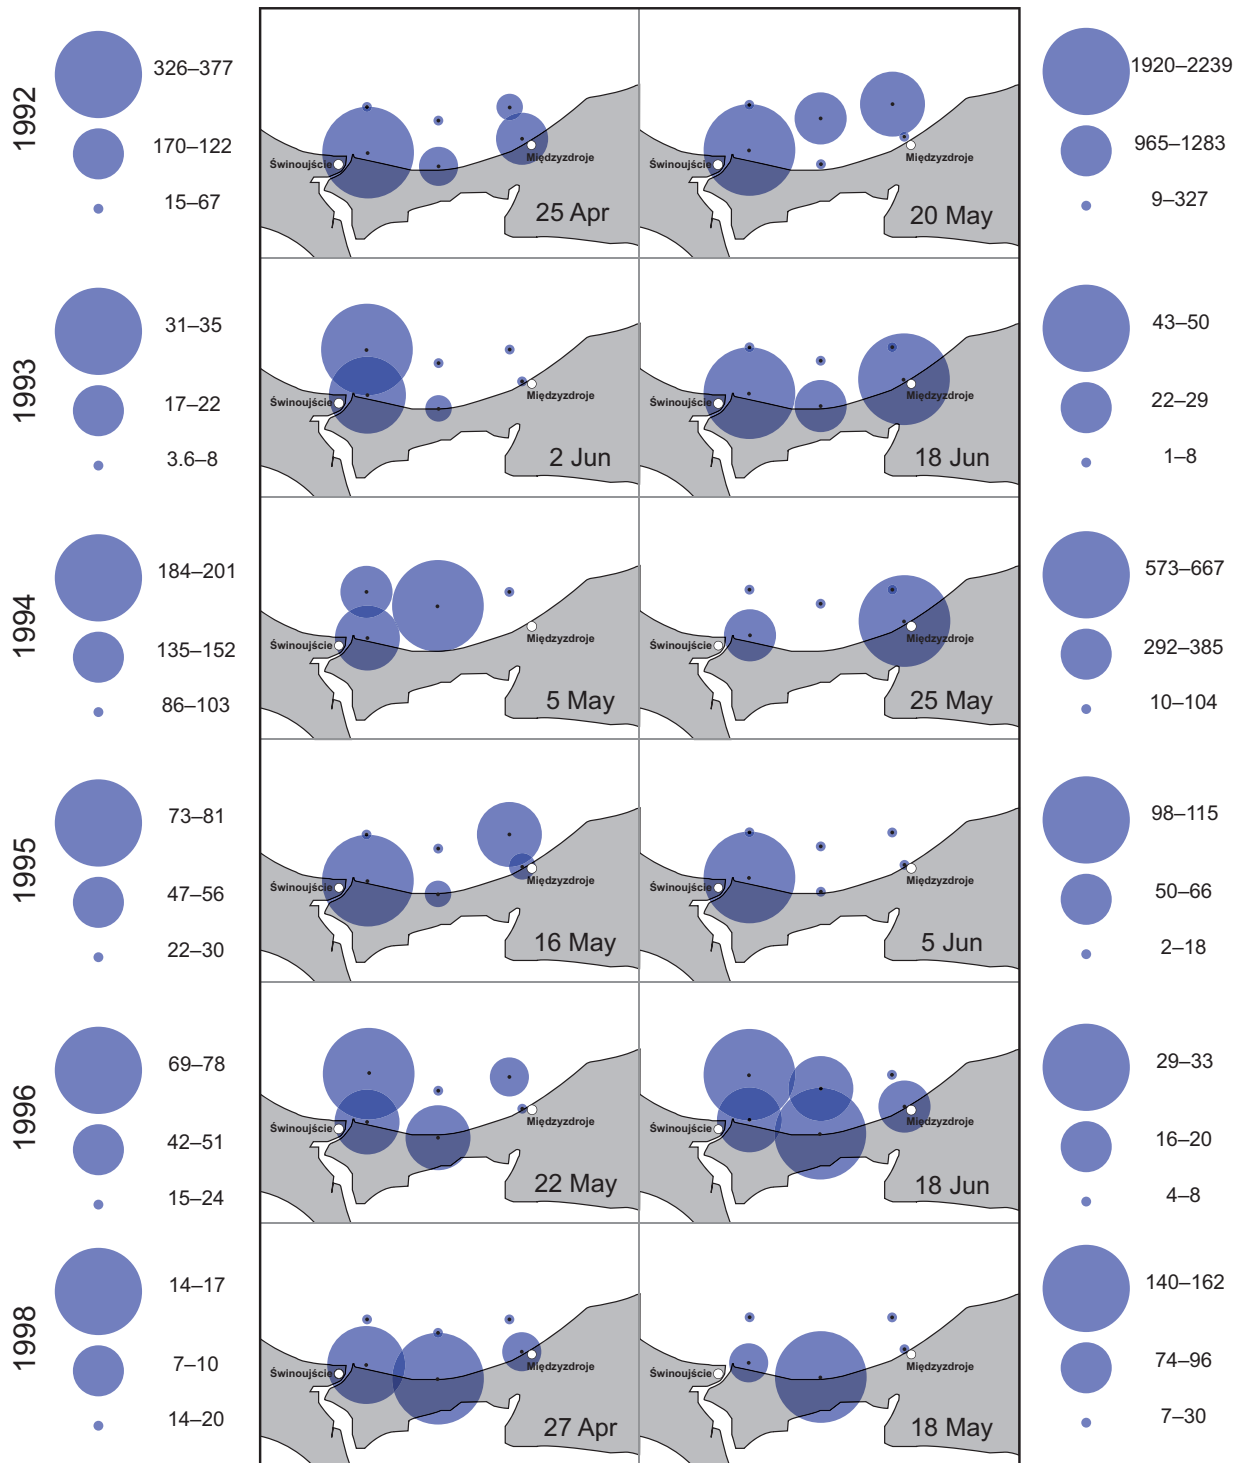 1992
326–377
170–122
15–67
Świnoujście
Międzyzdroje
25 Apr
Świnoujście
Międzyzdroje
20 May
1920–2239
965–1283
9–327
1993
31–35
17–22
3.6–8
Świnoujście
Międzyzdroje
2 Jun
Świnoujście
Międzyzdroje
18 Jun
43–50
22–29
1–8
1994
184–201
135–152
86–103
Świnoujście
Międzyzdroje
5 May
Świnoujście
Międzyzdroje
25 May
573–667
292–385
10–104
1995
73–81
47–56
22–30
Świnoujście
Międzyzdroje
16 May
Świnoujście
Międzyzdroje
5 Jun
98–115
50–66
2–18
1996
69–78
42–51
15–24
Świnoujście
Międzyzdroje
22 May
Świnoujście
Międzyzdroje
18 Jun
29–33
16–20
4–8
1998
14–17
7–10
14–20
Świnoujście
Międzyzdroje
27 Apr
Świnoujście
Międzyzdroje
18 May
140–162
74–96
7–30